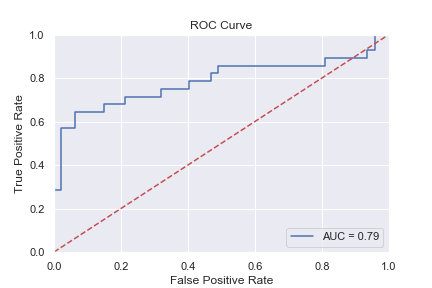 ROC Curve
1.0
0.8
0.6
0.4
0.2
0.0
True Positive Rate
AUC = 0.79
0.0 0.2 0.4 0.6 0.8 1.0
False Positive Rate